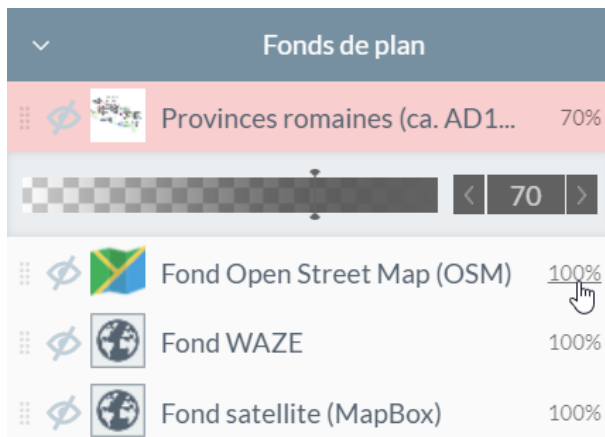 Fonds de plan
Provinces romaines (ca. AD1... 70%
70
Fond Open Street Map (OSM) 100%
Fond WAZE 100%
Fond satellite (MapBox) 100%